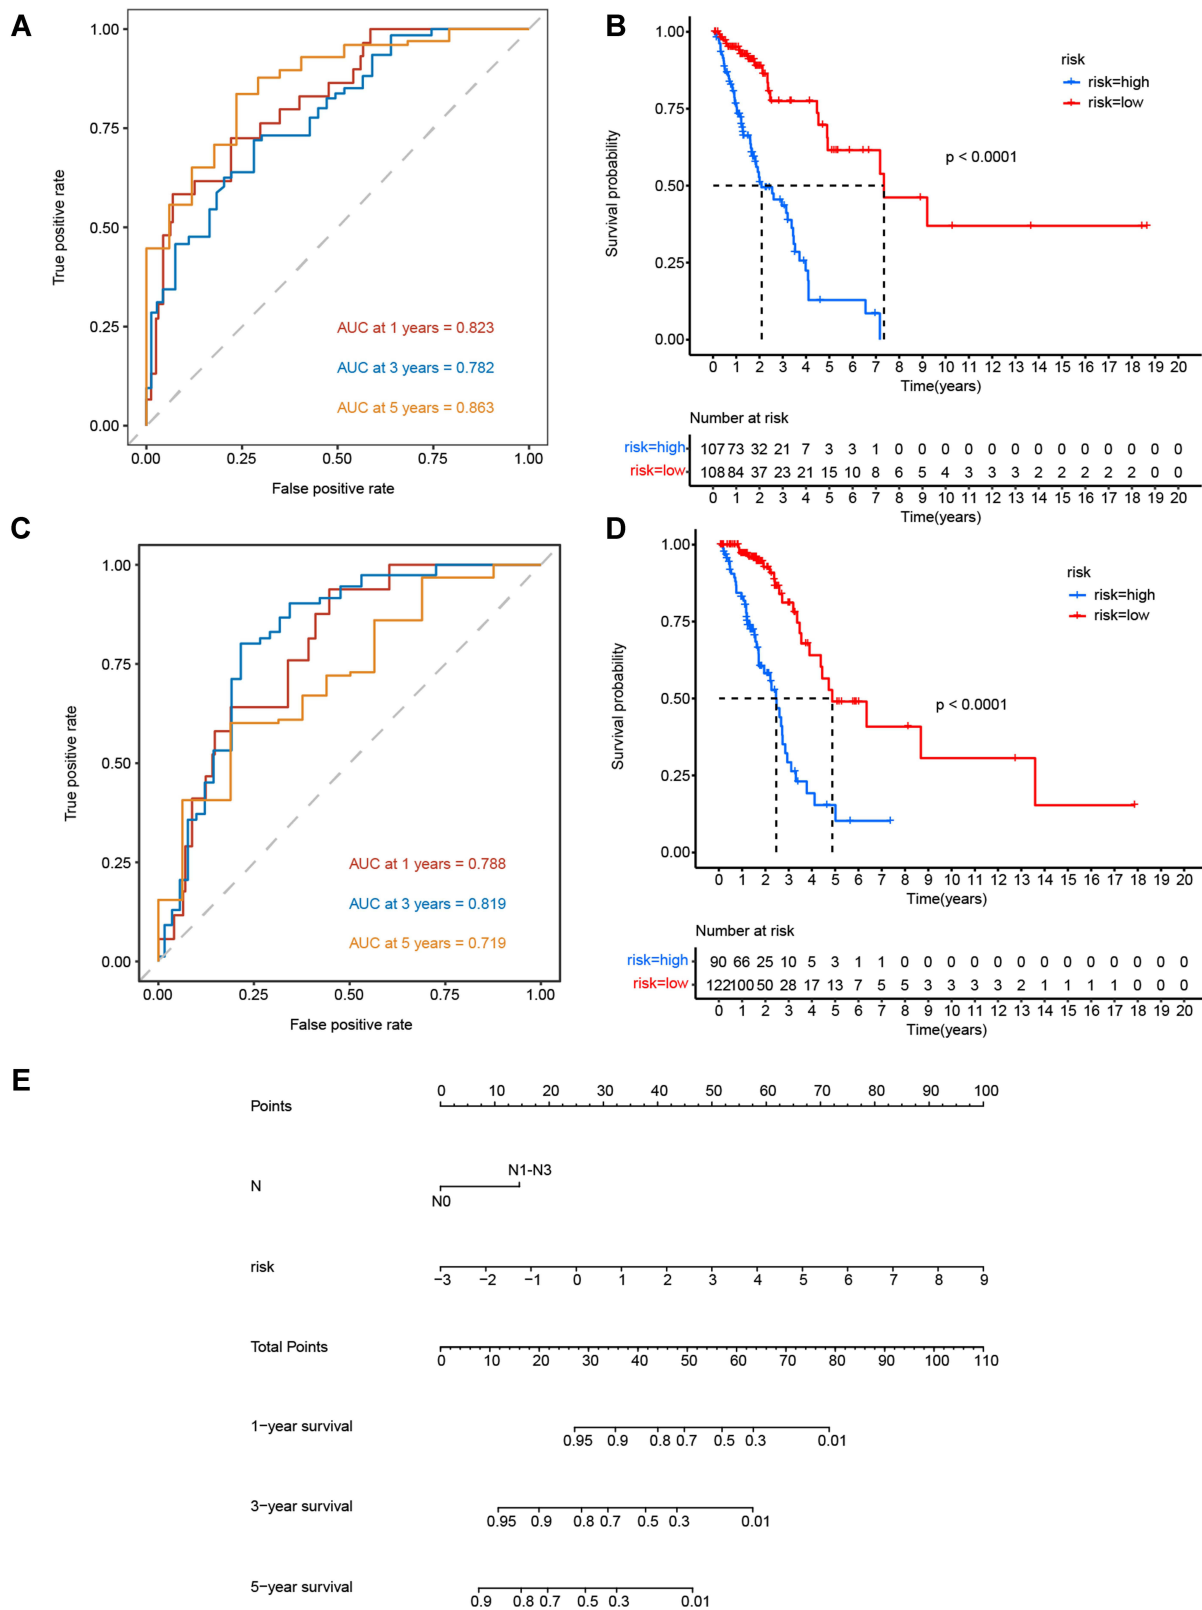 A
1.00
0.75
0.50
0.25
0.00
True positive rate
AUC at 1 years = 0.823
AUC at 3 years = 0.782
AUC at 5 years = 0.863
0.00 0.25 0.50 0.75 1.00
False positive rate
B
1.00
0.75
0.50
0.25
0.00
Survival probability
risk
risk=high
risk=low
p < 0.0001
0 1 2 3 4 5 6 7 8 9 10 11 12 13 14 15 16 17 18 19 20
Time(years)
Number at risk
risk=high 107 73 32 21 7 3 3 1 0 0 0 0 0 0 0 0 0 0 0 0 0
risk=low 108 84 37 23 21 15 10 8 6 5 4 3 3 3 2 2 2 2 2 0 0
0 1 2 3 4 5 6 7 8 9 10 11 12 13 14 15 16 17 18 19 20
Time(years)
C
1.00
0.75
0.50
0.25
0.00
True positive rate
AUC at 1 years = 0.788
AUC at 3 years = 0.819
AUC at 5 years = 0.719
0.00 0.25 0.50 0.75 1.00
False positive rate
D
1.00
0.75
0.50
0.25
0.00
Survival probability
risk
risk=high
risk=low
p < 0.0001
0 1 2 3 4 5 6 7 8 9 10 11 12 13 14 15 16 17 18 19 20
Time(years)
Number at risk
risk=high 90 66 25 10 5 3 1 1 0 0 0 0 0 0 0 0 0 0 0 0 0
risk=low 122 100 50 28 17 13 7 5 5 3 3 3 3 2 1 1 1 1 0 0 0
0 1 2 3 4 5 6 7 8 9 10 11 12 13 14 15 16 17 18 19 20
Time(years)
E
0 10 20 30 40 50 60 70 80 90 100
Points
N1-N3
N
N0
risk
−3 −2 −1 0 1 2 3 4 5 6 7 8 9
Total Points
0 10 20 30 40 50 60 70 80 90 100 110
1−year survival
0.95 0.9 0.8 0.7 0.5 0.3 0.01
3−year survival
0.95 0.9 0.8 0.7 0.5 0.3 0.01
5−year survival
0.9 0.8 0.7 0.5 0.3 0.01